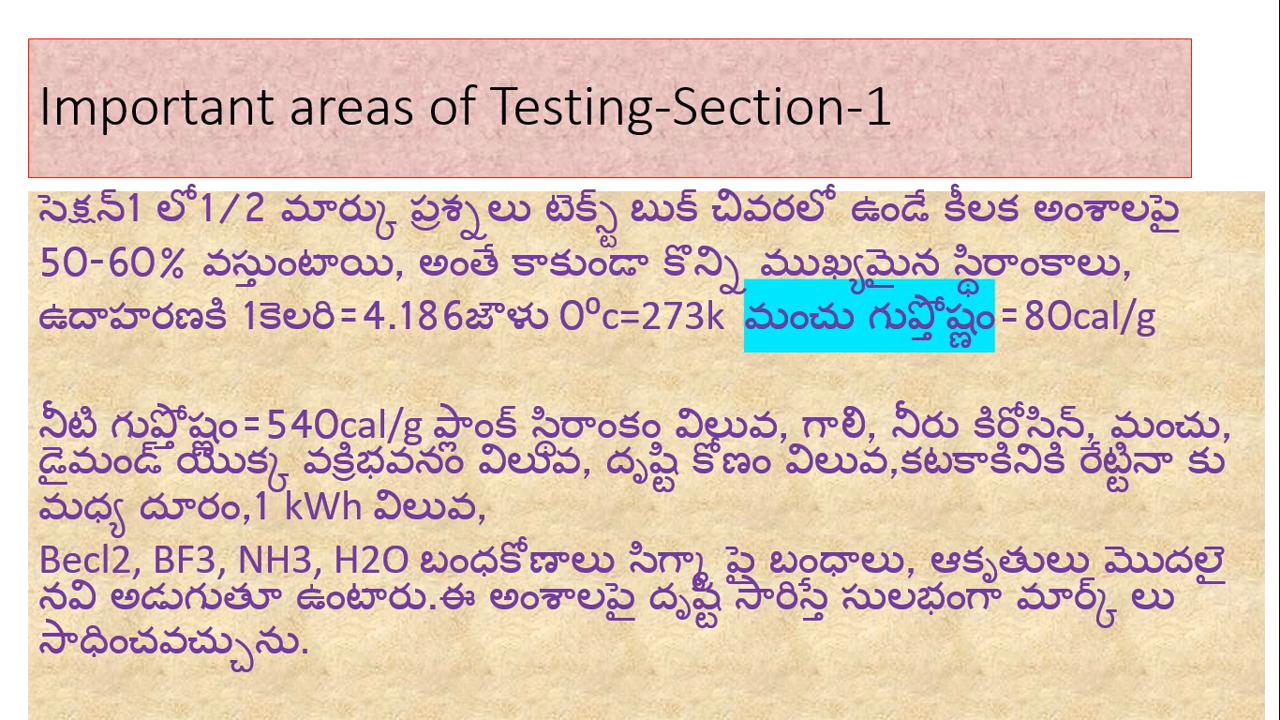 Important areas of Testing-Section-1
సెక్షన్1 లో1/2 మార్కు ప్రశ్నలు టెక్స్ట్ బుక్ చివరలో ఉండే కీలక అంశాలపై
50-60% వస్తుంటాయి, అంతే కాకుండా కొన్ని ముఖ్యమైన స్థిరాంకాలు,
ఉదాహరణకి 1కెలరి=4.186జౌళు 0⁰c=273k మంచు గుప్తోష్ణం=80cal/g
నీటి గుప్తోష్ణం=540cal/g ప్లాంక్ స్థిరాంకం విలువ, గాలి, నీరు కిరోసిన్, మంచు,
డైమండ్ యొక్క వక్రిభవనం విలువ, దృష్టి కోణం విలువ,కటకాకినికి రేట్టినా కు
మధ్య దూరం,1 kWh విలువ,
Becl2, BF3, NH3, H2O బంధకోణాలు సిగ్మా పై బంధాలు, ఆకృతులు మొదలై
నవి అడుగుతూ ఉంటారు.ఈ అంశాలపై దృష్టి సారిస్తే సులభంగా మార్క్ లు
సాధించవచ్చును.